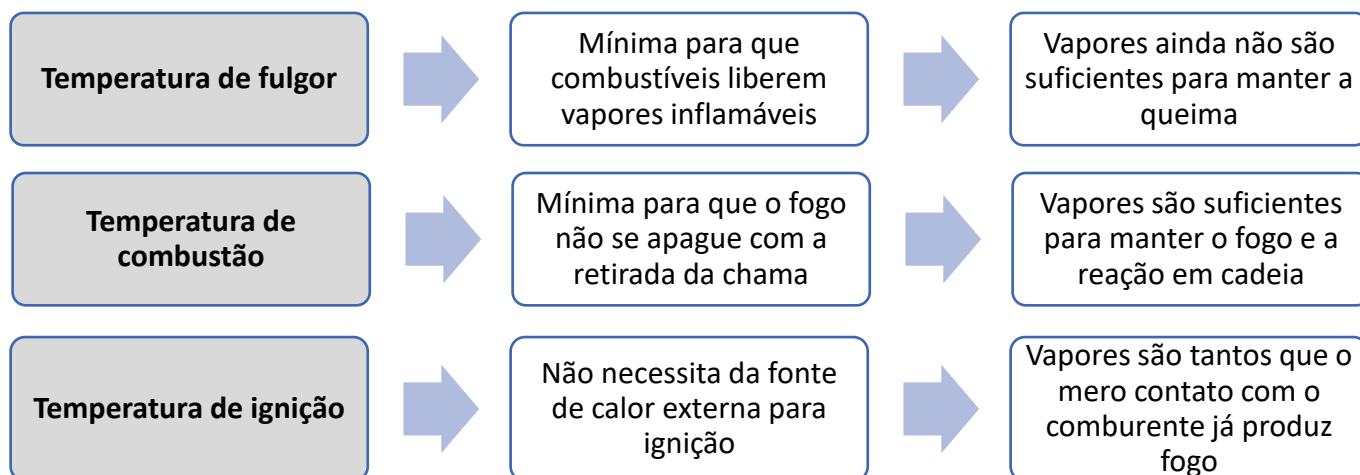 Temperatura de fulgor
Mínima para que
combustíveis liberem
vapores inflamáveis
Vapores ainda não são
suficientes para manter a
queima
Temperatura de
combustão
Mínima para que o fogo
não se apague com a
retirada da chama
Vapores são suficientes
para manter o fogo e a
reação em cadeia
Temperatura de ignição
Não necessita da fonte
de calor externa para
ignição
Vapores são tantos que o
mero contato com o
comburente já produz
fogo